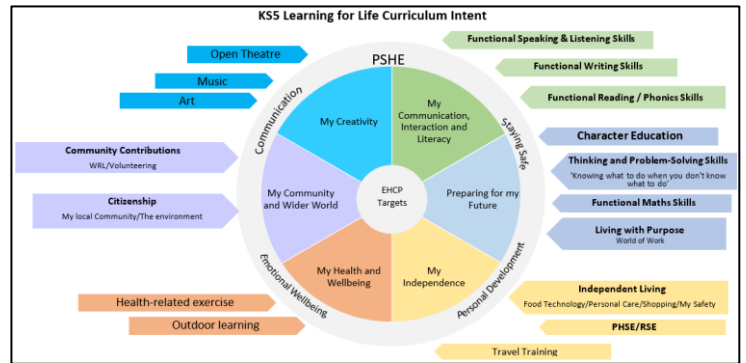 KS5 Learning for Life Curriculum Intent
Open Theatre
Music
Art
Community Contributions
WRL/Volunteering
Citizenship
My local Community/The environment
Health-related exercise
Outdoor learning
PSHE
Communication
Staying Safe
Emotional Wellbeing
Personal Development
My Creativity
My
Communication,
Interaction and
Literacy
My Community
and Wider World
EHCP
Targets
Preparing for my
Future
My Health and
Wellbeing
My
Independence
Functional Speaking & Listening Skills
Functional Writing Skills
Functional Reading / Phonics Skills
Character Education
Thinking and Problem-Solving Skills
'Knowing what to do when you don't know
what to do'
Functional Maths Skills
Living with Purpose
World of Work
Independent Living
Food Technology/Personal Care/Shopping/My Safety
PHSE/RSE
Travel Training